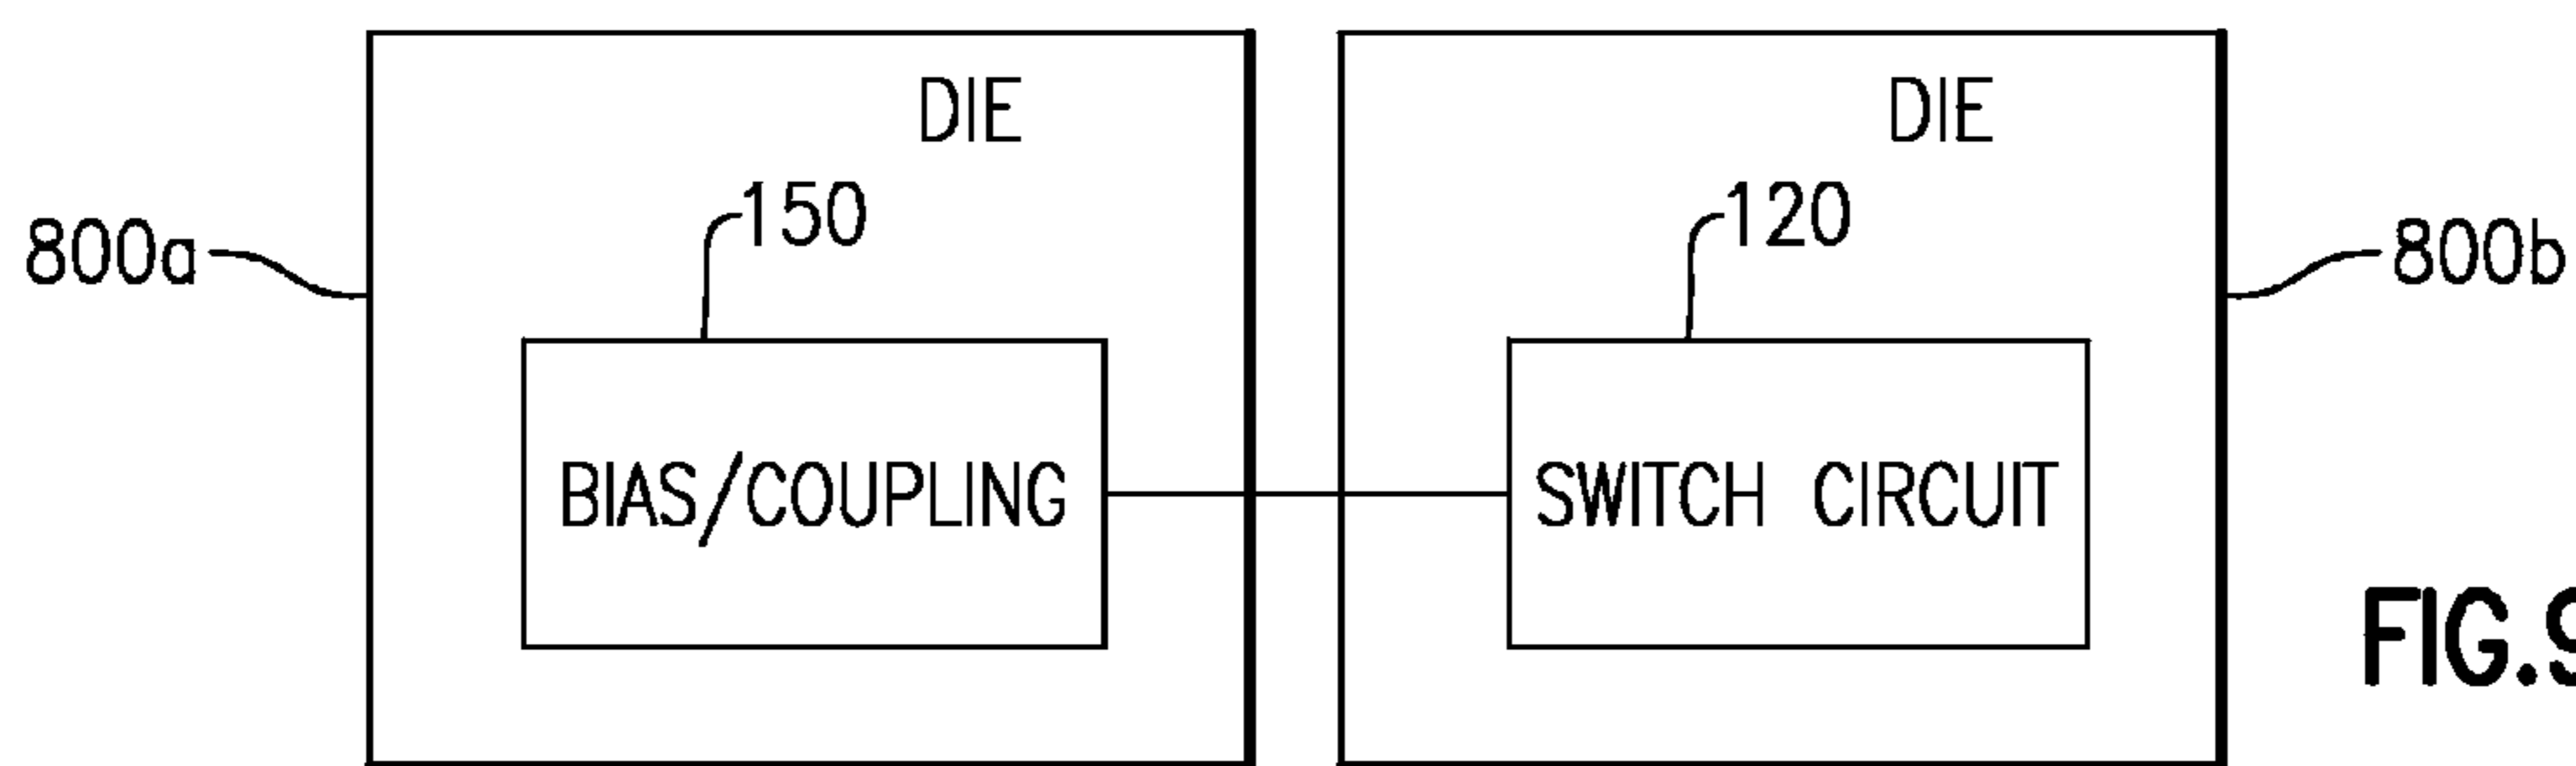 DIE
DIE
150
120
800a
800b
BIAS/COUPLING
SWITCH CIRCUIT